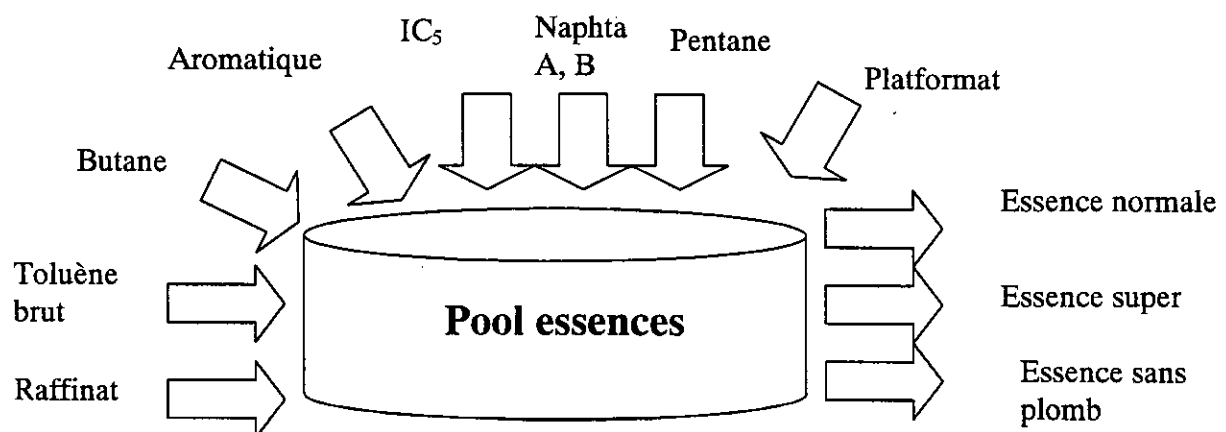 IC₅
Naphta
A, B
Pentane
Aromatique
Platformat
Butane
Essence normale
Toluène
brut
Pool essences
Essence super
Raffinat
Essence sans
plomb